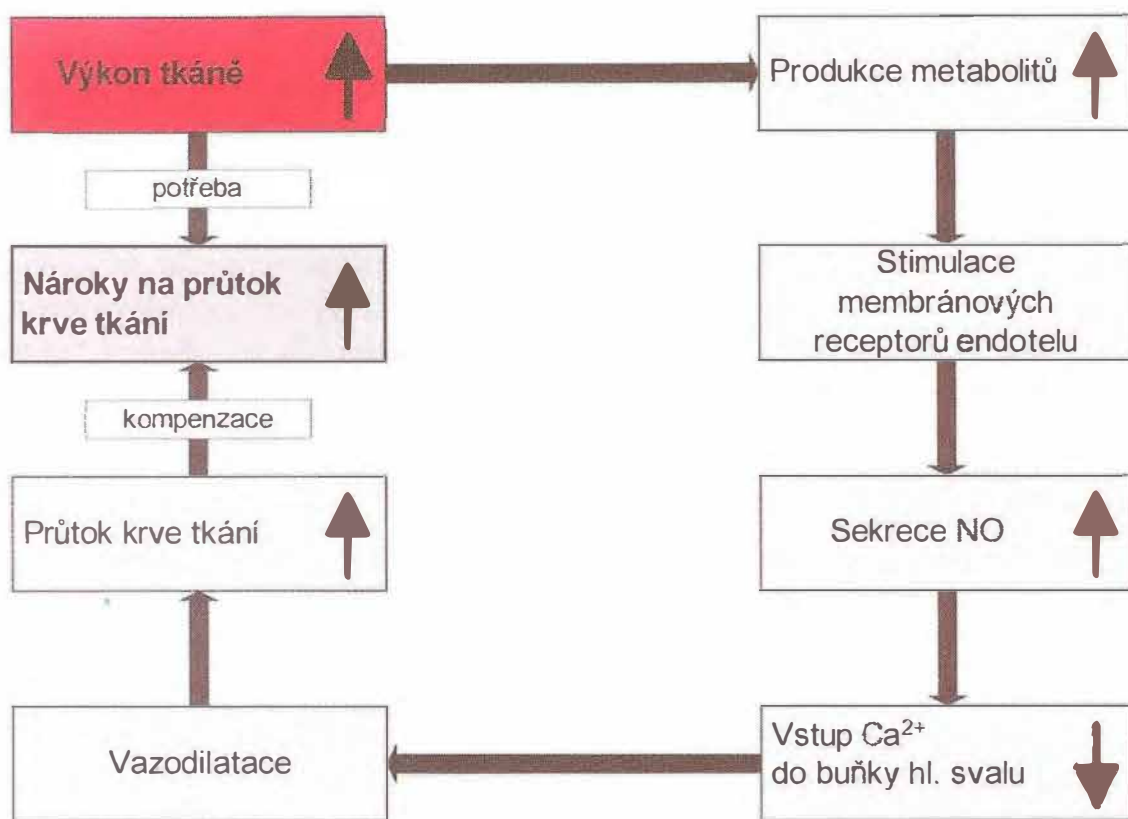 Výkon tkáně
Produkce metabolitů
potřeba
Nároky na průtok
krve tkání
Stimulace
membránových
receptorů endotelu
kompenzace
Průtok krve tkání
Sekrece NO
Vazodilatace
Vstup Ca²⁺
do buňky hl. svalu